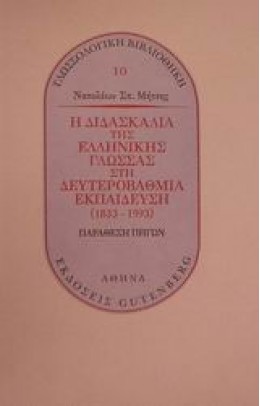 ΓΛΩΣΣΟΛΟΓΙΚΗ ΒΙΒΛΙΟΘΗΚΗ
10
Ναπολέων Σπ. Μήτσης
Η ΔΙΔΑΣΚΑΛΙΑ
ΤΗΣ
ΕΛΛΗΝΙΚΗΣ
ΓΛΩΣΣΑΣ
ΣΤΗ
ΔΕΥΤΕΡΟΒΑΘΜΙΑ
ΕΚΠΑΙΔΕΥΣΗ
(1833-1993)
ΠΑΡΑΘΕΣΗ ΠΗΓΩΝ
ΑΘΗΝΑ
ΕΚΔΟΣΕΙΣ GUTENBERG